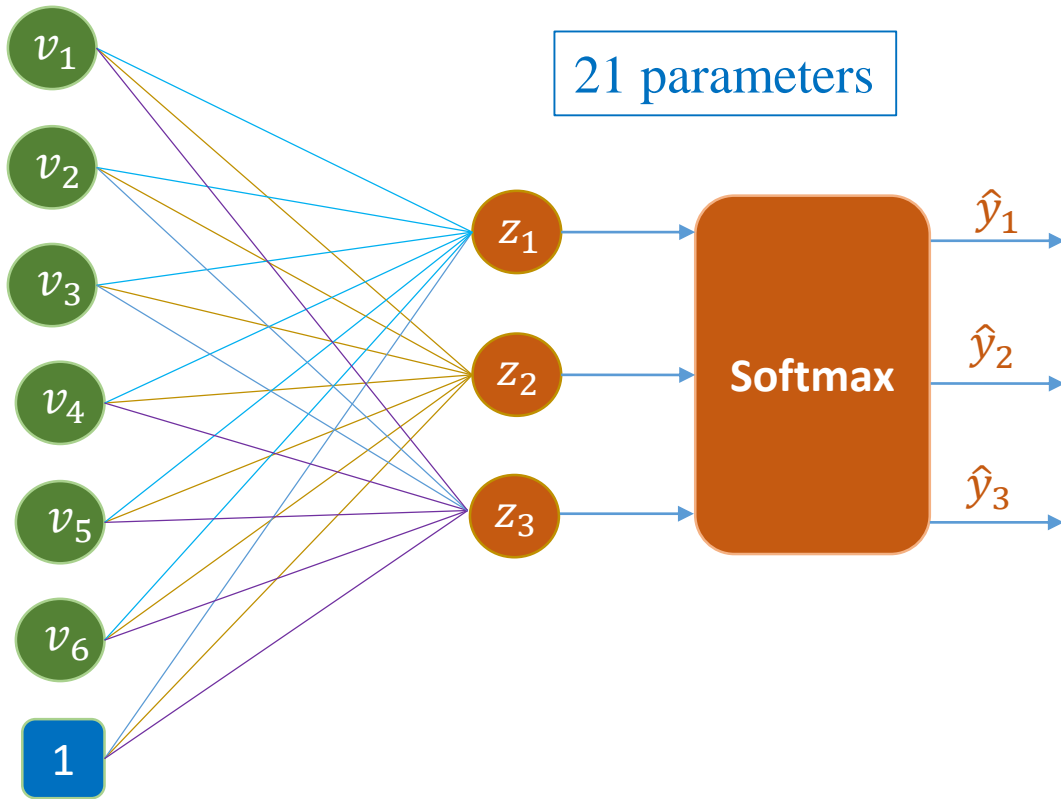 v₁
21 parameters
v₂
z₁
ŷ₁
v₃
z₂
Softmax
ŷ₂
v₄
v₅
z₃
ŷ₃
v₆
1